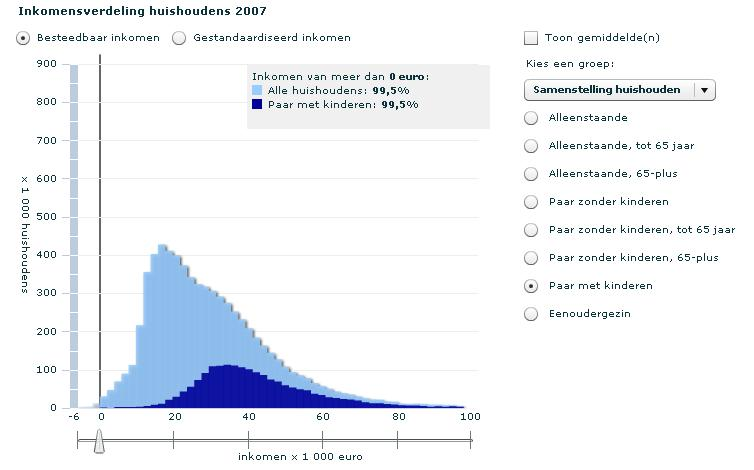 Inkomensverdeling huishoudens 2007
Besteedbaar inkomen Gestandaardiseerd inkomen
Toon gemiddelde(n)
Kies een groep:
Samenstelling huishouden
Alleenstaande
Alleenstaande, tot 65 jaar
Alleenstaande, 65-plus
Paar zonder kinderen
Paar zonder kinderen, tot 65 jaar
Paar zonder kinderen, 65-plus
Paar met kinderen
Eenoudergezin
Inkomen van meer dan 0 euro:
Alle huishoudens: 99,5%
Paar met kinderen: 99,5%
x 1 000 huishoudens
900
800
700
600
500
400
300
200
100
0
-6 0 20 40 60 80 100
inkomen x 1 000 euro